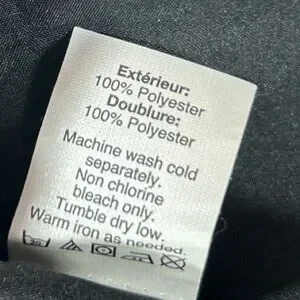 Extérieur:
100% Polyester
Doublure:
100% Polyester
Machine wash cold
separately.
Non chlorine
bleach only.
Tumble dry low.
Warm iron as needed.